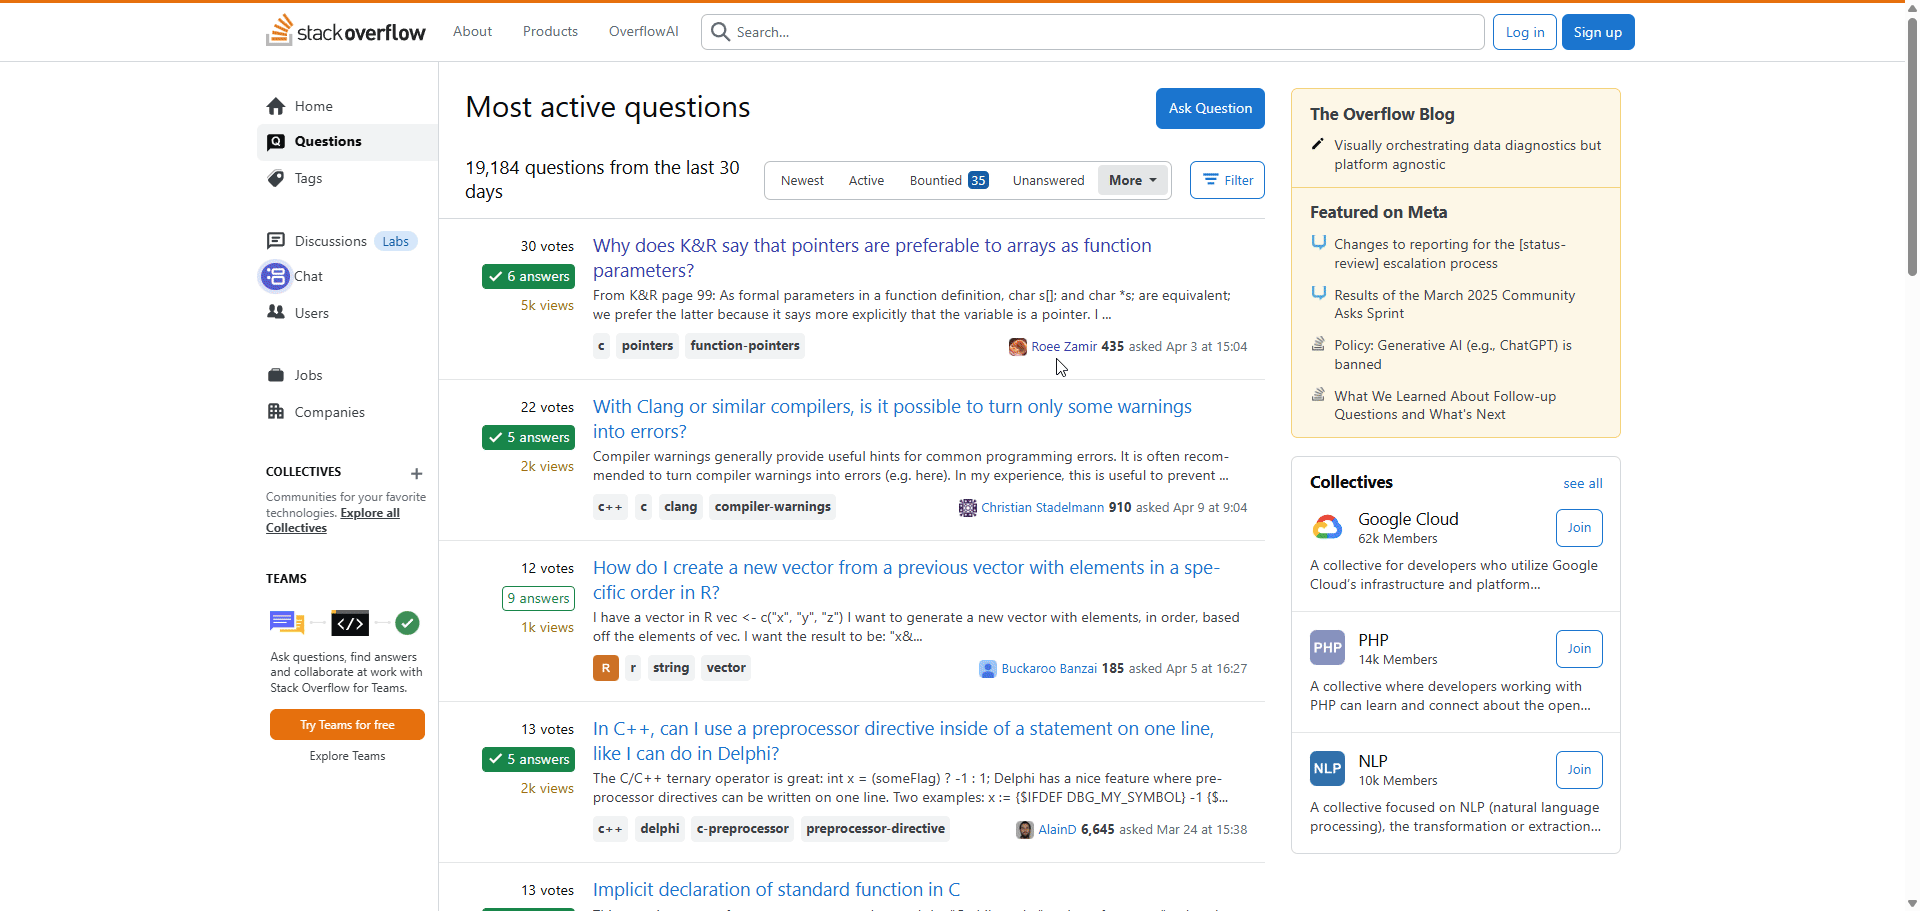 stackoverflow
About
Products
OverflowAI
Search...
Log in
Sign up
Home
Questions
Tags
Discussions Labs
Chat
Users
Jobs
Companies
COLLECTIVES
Communities for your favorite
technologies. Explore all
Collectives
TEAMS
</>
Ask questions, find answers
and collaborate at work with
Stack Overflow for Teams.
Try Teams for free
Explore Teams
Most active questions
Ask Question
19,184 questions from the last 30
days
Newest
Active
Bountied 35
Unanswered
More
Filter
30 votes
6 answers
5k views
Why does K&R say that pointers are preferable to arrays as function
parameters?
From K&R page 99: As formal parameters in a function definition, char s[]; and char *s; are equivalent;
we prefer the latter because it says more explicitly that the variable is a pointer. I ...
c pointers function-pointers
Roee Zamir 435 asked Apr 3 at 15:04
22 votes
5 answers
2k views
With Clang or similar compilers, is it possible to turn only some warnings
into errors?
Compiler warnings generally provide useful hints for common programming errors. It is often recom-
mended to turn compiler warnings into errors (e.g. here). In my experience, this is useful to prevent ...
c++ c clang compiler-warnings
Christian Stadelmann 910 asked Apr 9 at 9:04
12 votes
9 answers
1k views
How do I create a new vector from a previous vector with elements in a spe-
cific order in R?
I have a vector in R vec <- c("x", "y", "z") I want to generate a new vector with elements, in order, based
off the elements of vec. I want the result to be: "x&...
R r string vector
Buckaroo Banzai 185 asked Apr 5 at 16:27
13 votes
5 answers
2k views
In C++, can I use a preprocessor directive inside of a statement on one line,
like I can do in Delphi?
The C/C++ ternary operator is great: int x = (someFlag) ? -1 : 1; Delphi has a nice feature where pre-
processor directives can be written on one line. Two examples: x := {$IFDEF DBG_MY_SYMBOL} -1 {$...
c++ delphi c-preprocessor preprocessor-directive
AlainD 6,645 asked Mar 24 at 15:38
13 votes
Implicit declaration of standard function in C
The Overflow Blog
Visually orchestrating data diagnostics but
platform agnostic
Featured on Meta
Changes to reporting for the [status-
review] escalation process
Results of the March 2025 Community
Asks Sprint
Policy: Generative AI (e.g., ChatGPT) is
banned
What We Learned About Follow-up
Questions and What's Next
Collectives
see all
Google Cloud
62k Members
Join
A collective for developers who utilize Google
Cloud's infrastructure and platform...
PHP
PHP
14k Members
Join
A collective where developers working with
PHP can learn and connect about the open...
NLP
NLP
10k Members
Join
A collective focused on NLP (natural language
processing), the transformation or extraction...